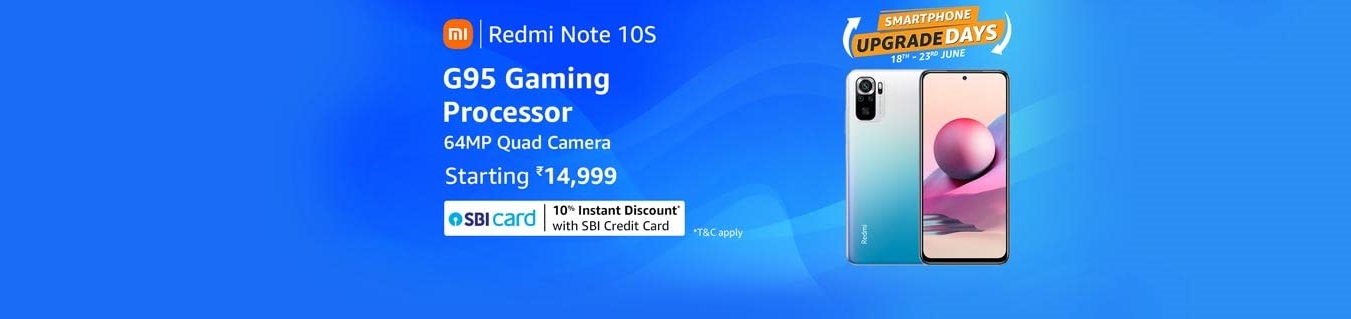 mi | Redmi Note 10S
G95 Gaming
Processor
64MP Quad Camera
Starting ₹14,999
SBI card
10% Instant Discount*
with SBI Credit Card
*T&C apply
SMARTPHONE
UPGRADE DAYS
18TH - 23RD JUNE
Redmi